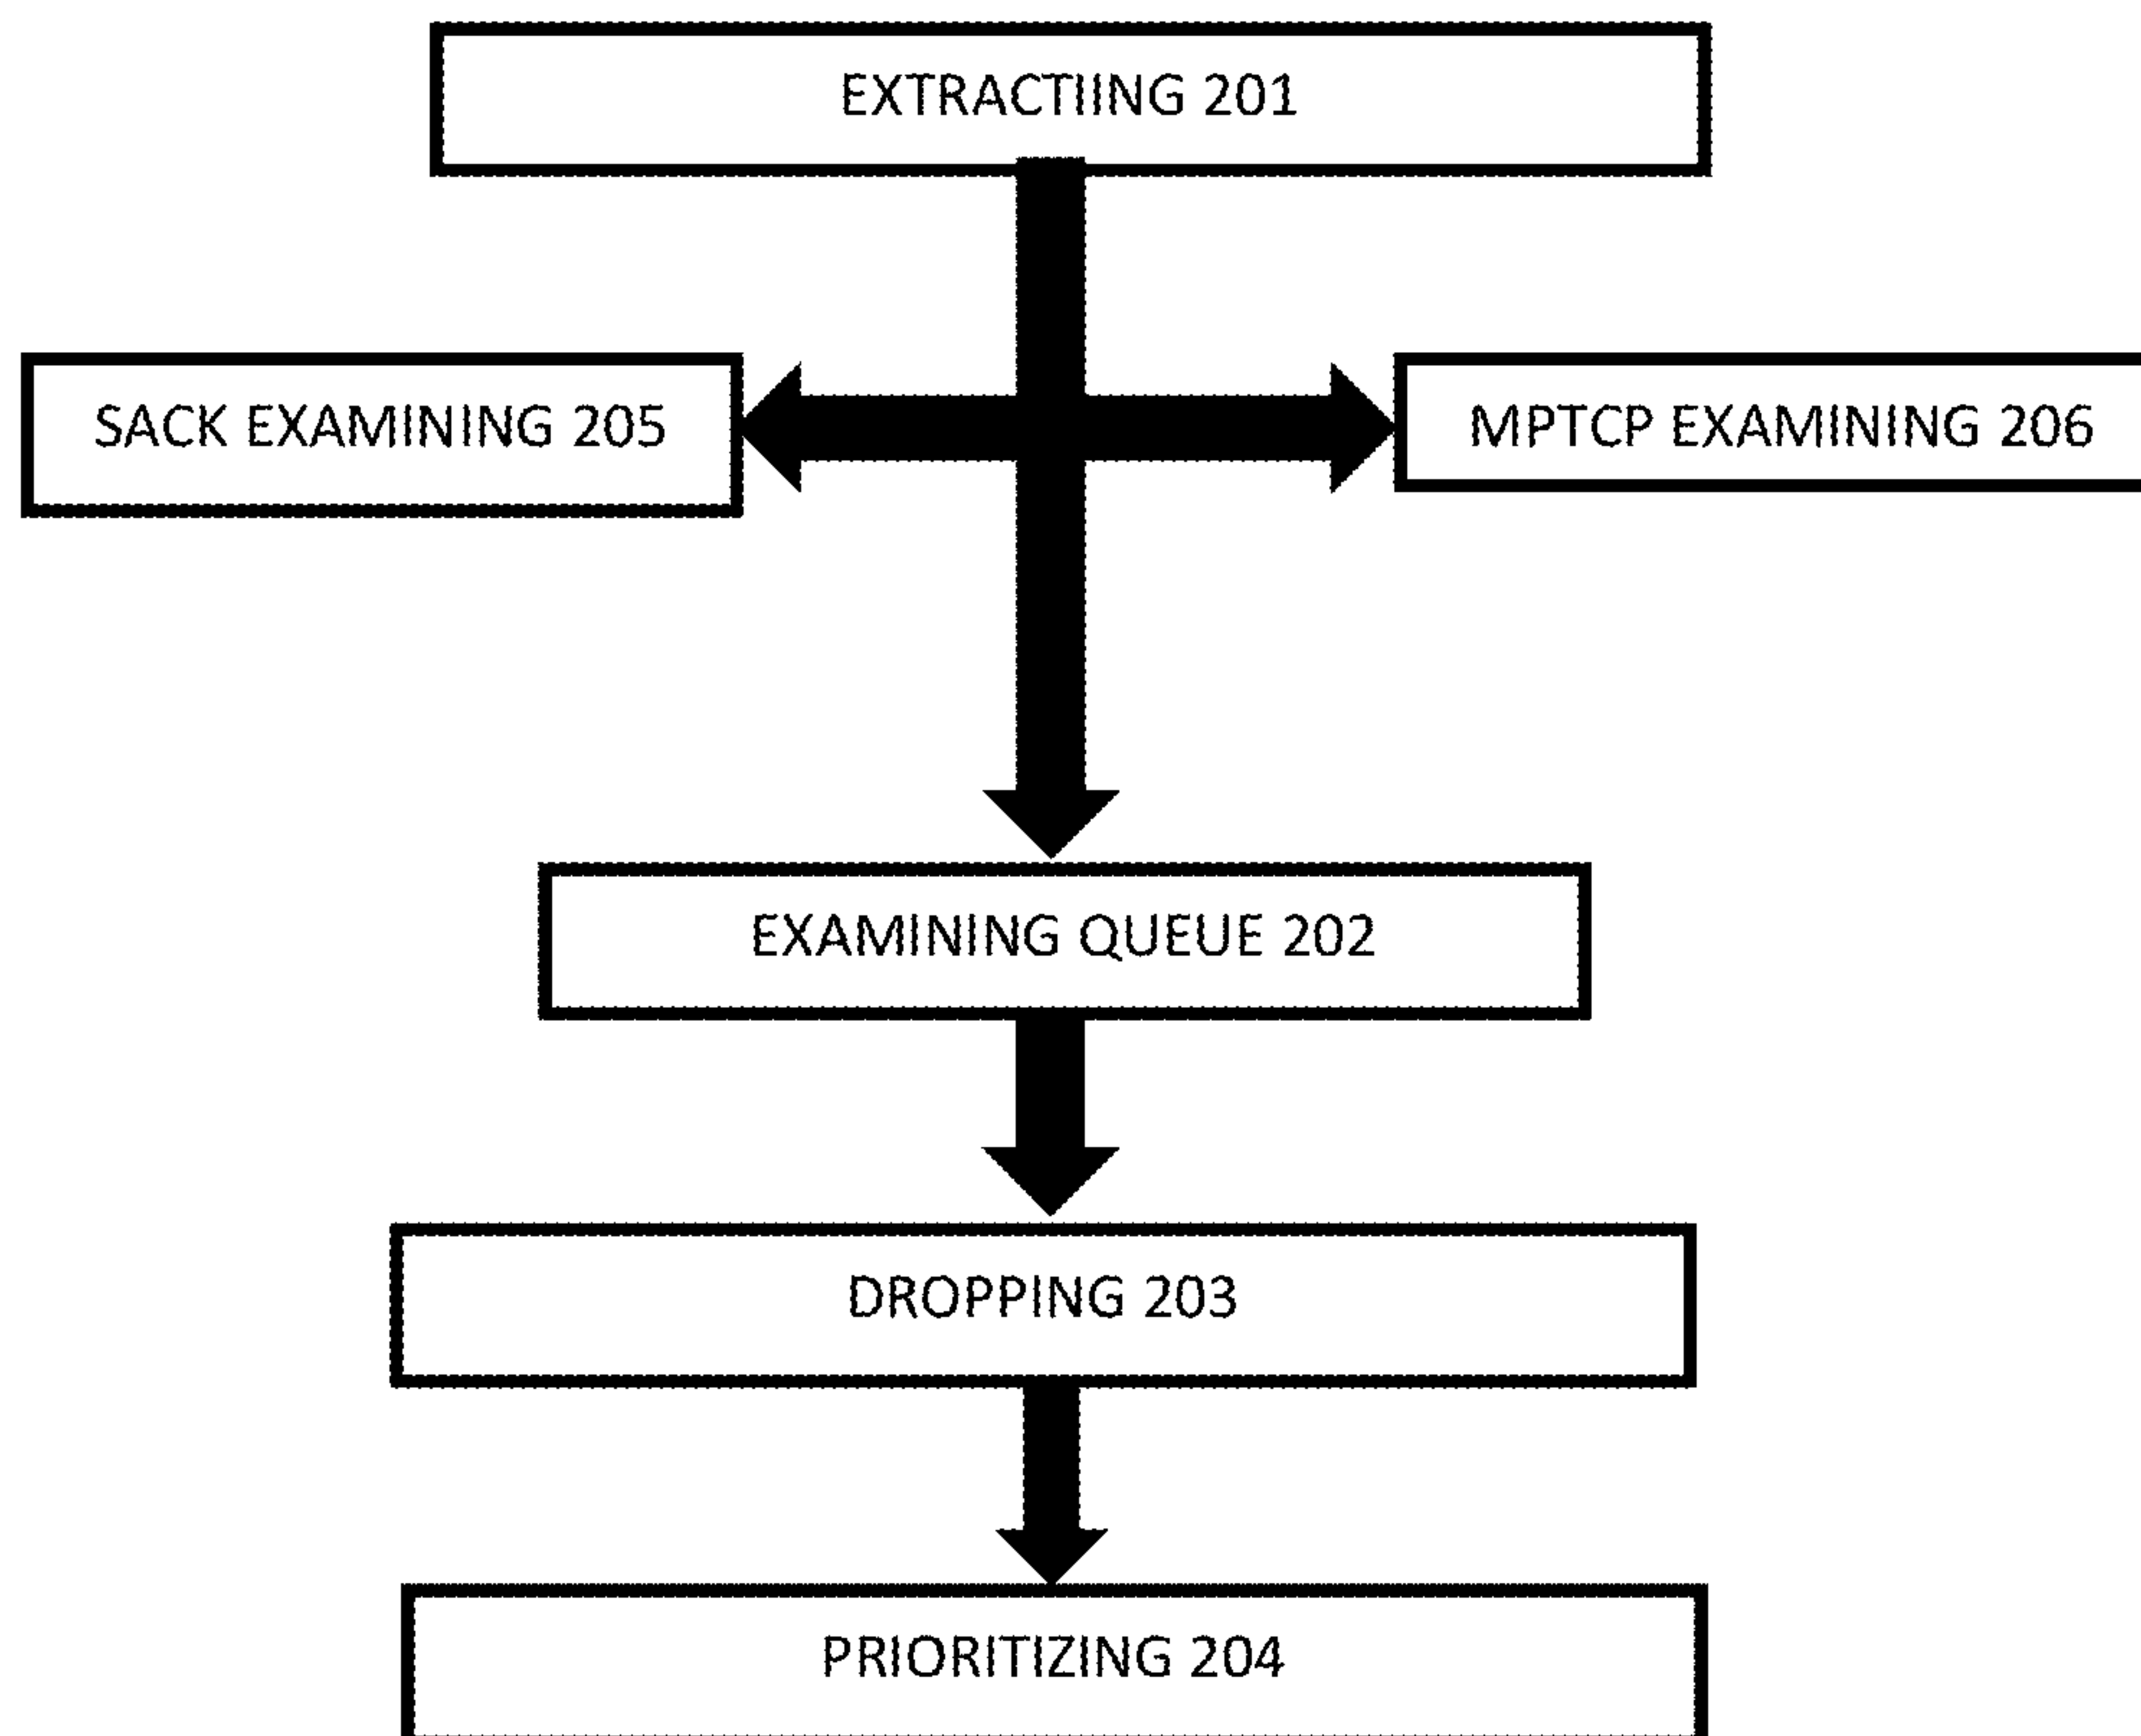 EXTRACTIING 201
SACK EXAMINING 205
MPTCP EXAMINING 206
EXAMINING QUEUE 202
DROPPING 203
PRIORITIZING 204